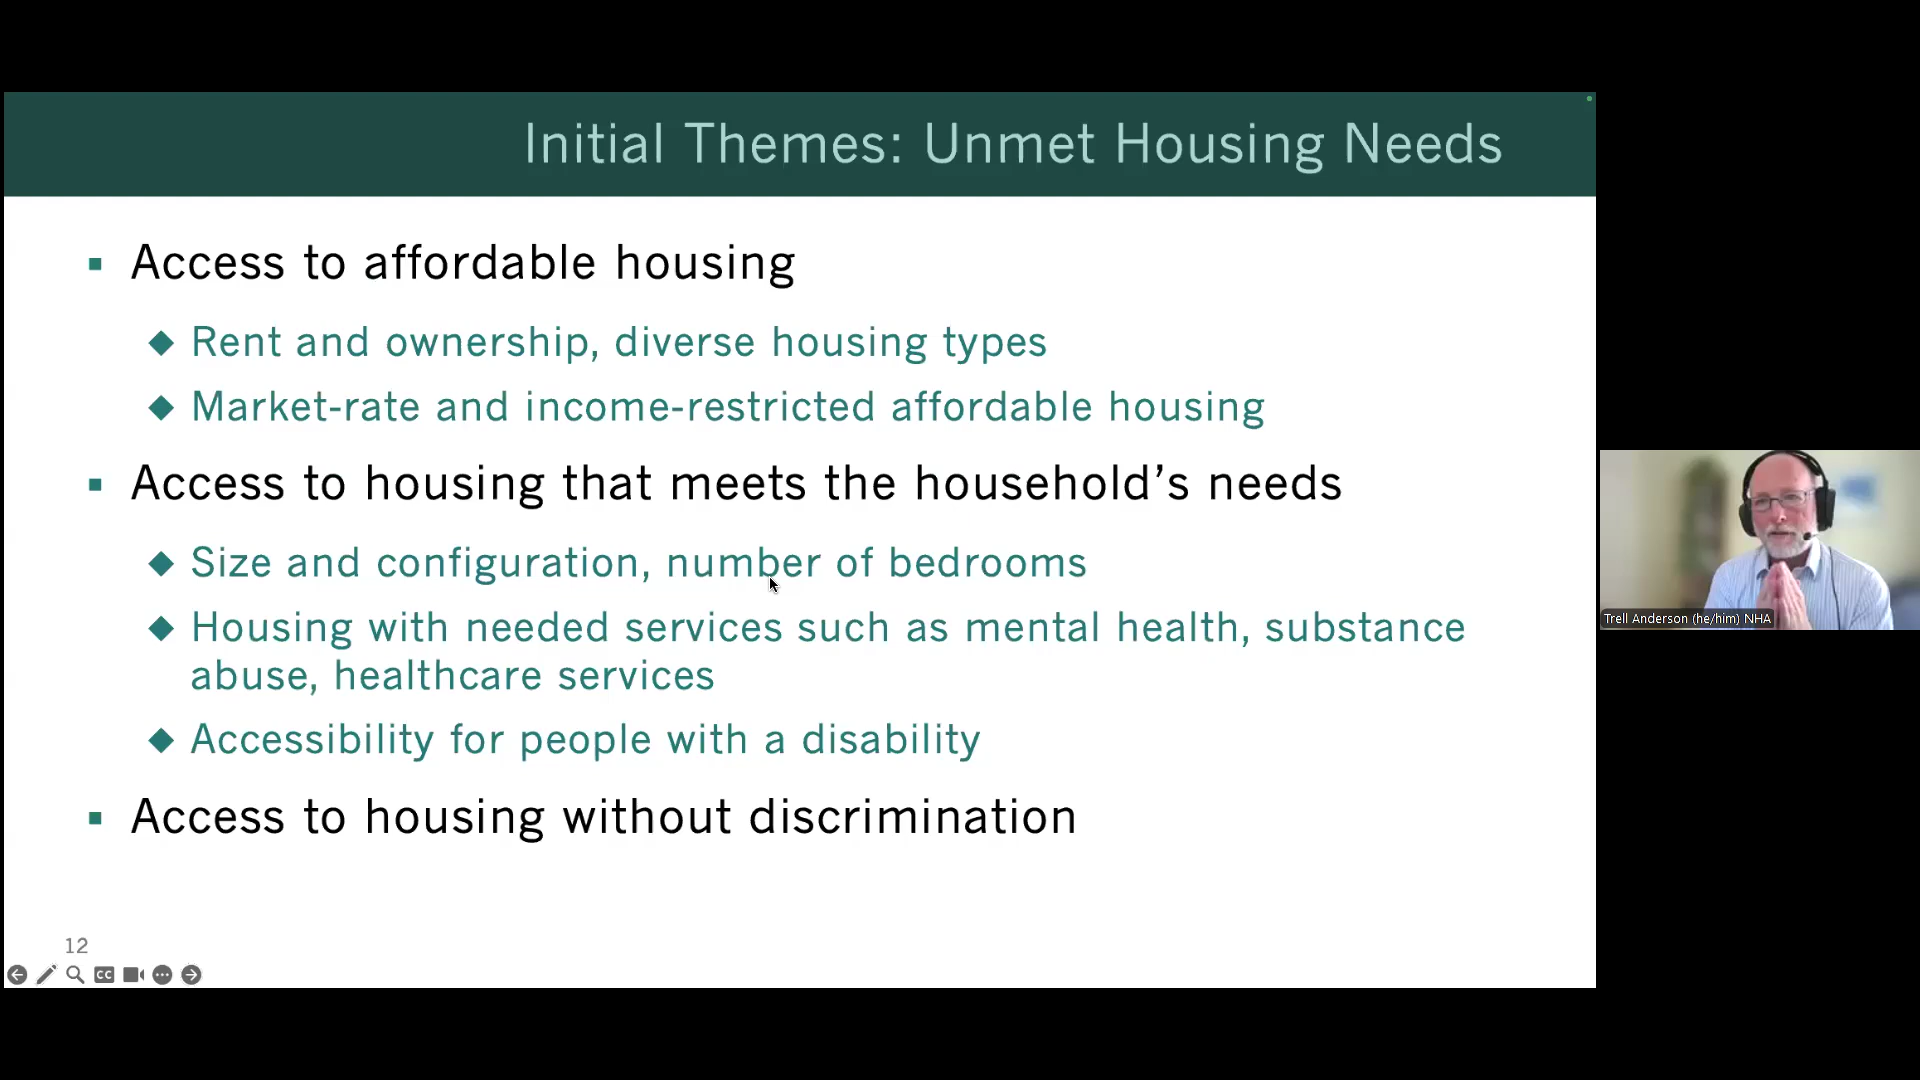 Initial Themes: Unmet Housing Needs
Access to affordable housing
Rent and ownership, diverse housing types
Market-rate and income-restricted affordable housing
Access to housing that meets the household’s needs
Size and configuration, number of bedrooms
Housing with needed services such as mental health, substance
abuse, healthcare services
Accessibility for people with a disability
Access to housing without discrimination
12
CC
Trell Anderson (he/him) NHA